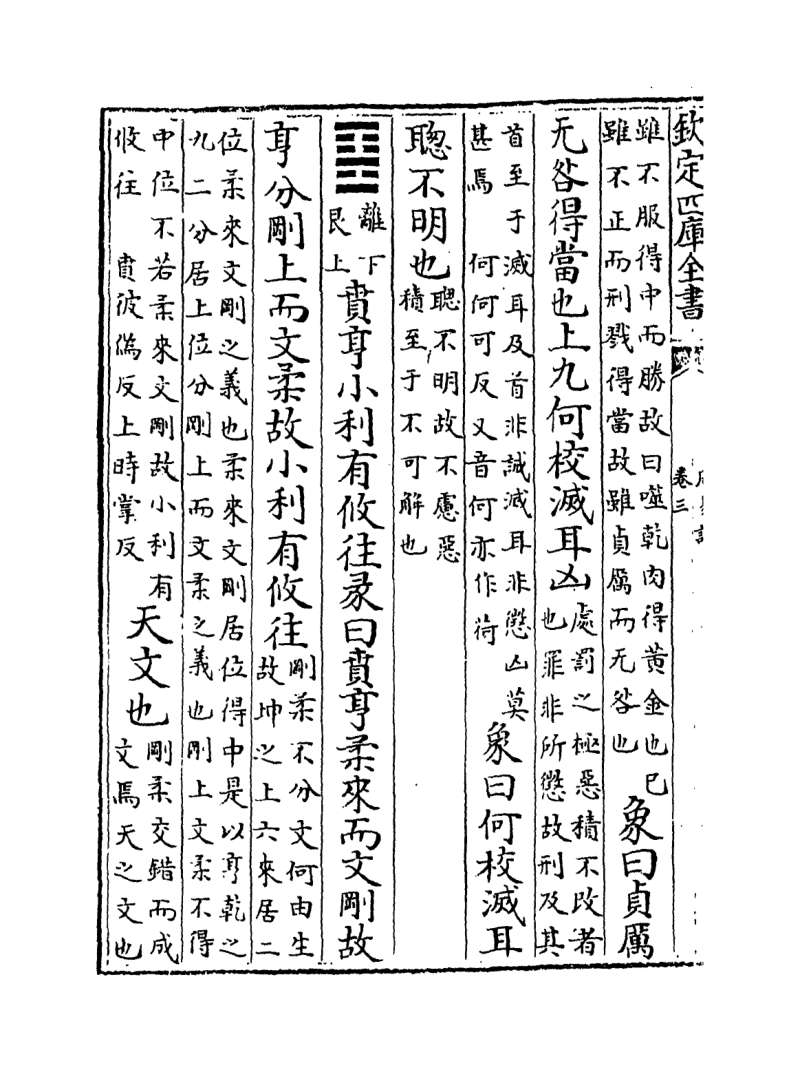 欽定四庫全書
卷三
雖不服得中而勝故曰噬乾肉得黃金也巳
雖不正而刑戮得當故雖貞厲而无咎也
象曰貞厲
无咎得當也上九何校滅耳凶
處罰之極惡積不改者
也罪非所懲故刑及其
首至于滅耳及首非誡滅耳非懲凶莫
甚焉 何何可反又音何亦作荷
象曰何校滅耳
聰不明也
聰不明故不慮惡
積至于不可解也
䷕
離下
艮上
賁亨小利有攸往彖曰賁亨柔來而文剛故
亨分剛上而文柔故小利有攸往
剛柔不分文何由生
故坤之上六來居二
位柔來文剛之義也柔來文剛居位得中是以亨乾之
九二分居上位分剛上而文柔之義也剛上文柔不得
中位不若柔來文剛故小利有
攸往 賁彼偽反上時掌反
天文也
剛柔交錯而成
文焉天之文也